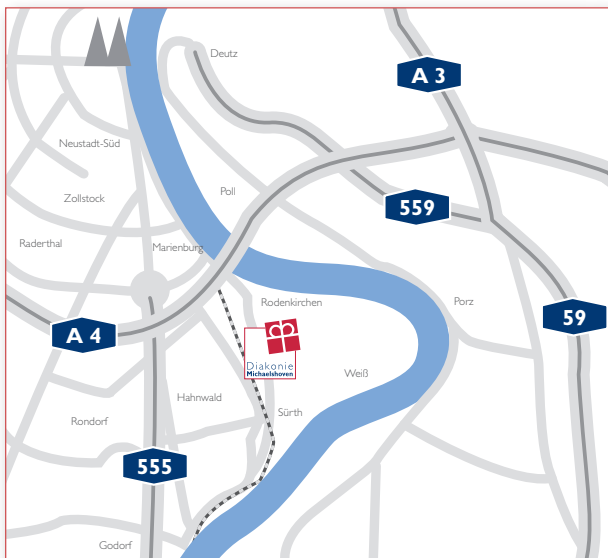 Deutz
A 3
Neustadt-Süd
Poll
Zollstock
559
Raderthal
Marienburg
Rodenkirchen
Porz
59
A 4
Diakonie
Michaelshoven
Weiß
Hahnwald
Sürth
Rondorf
555
Godorf